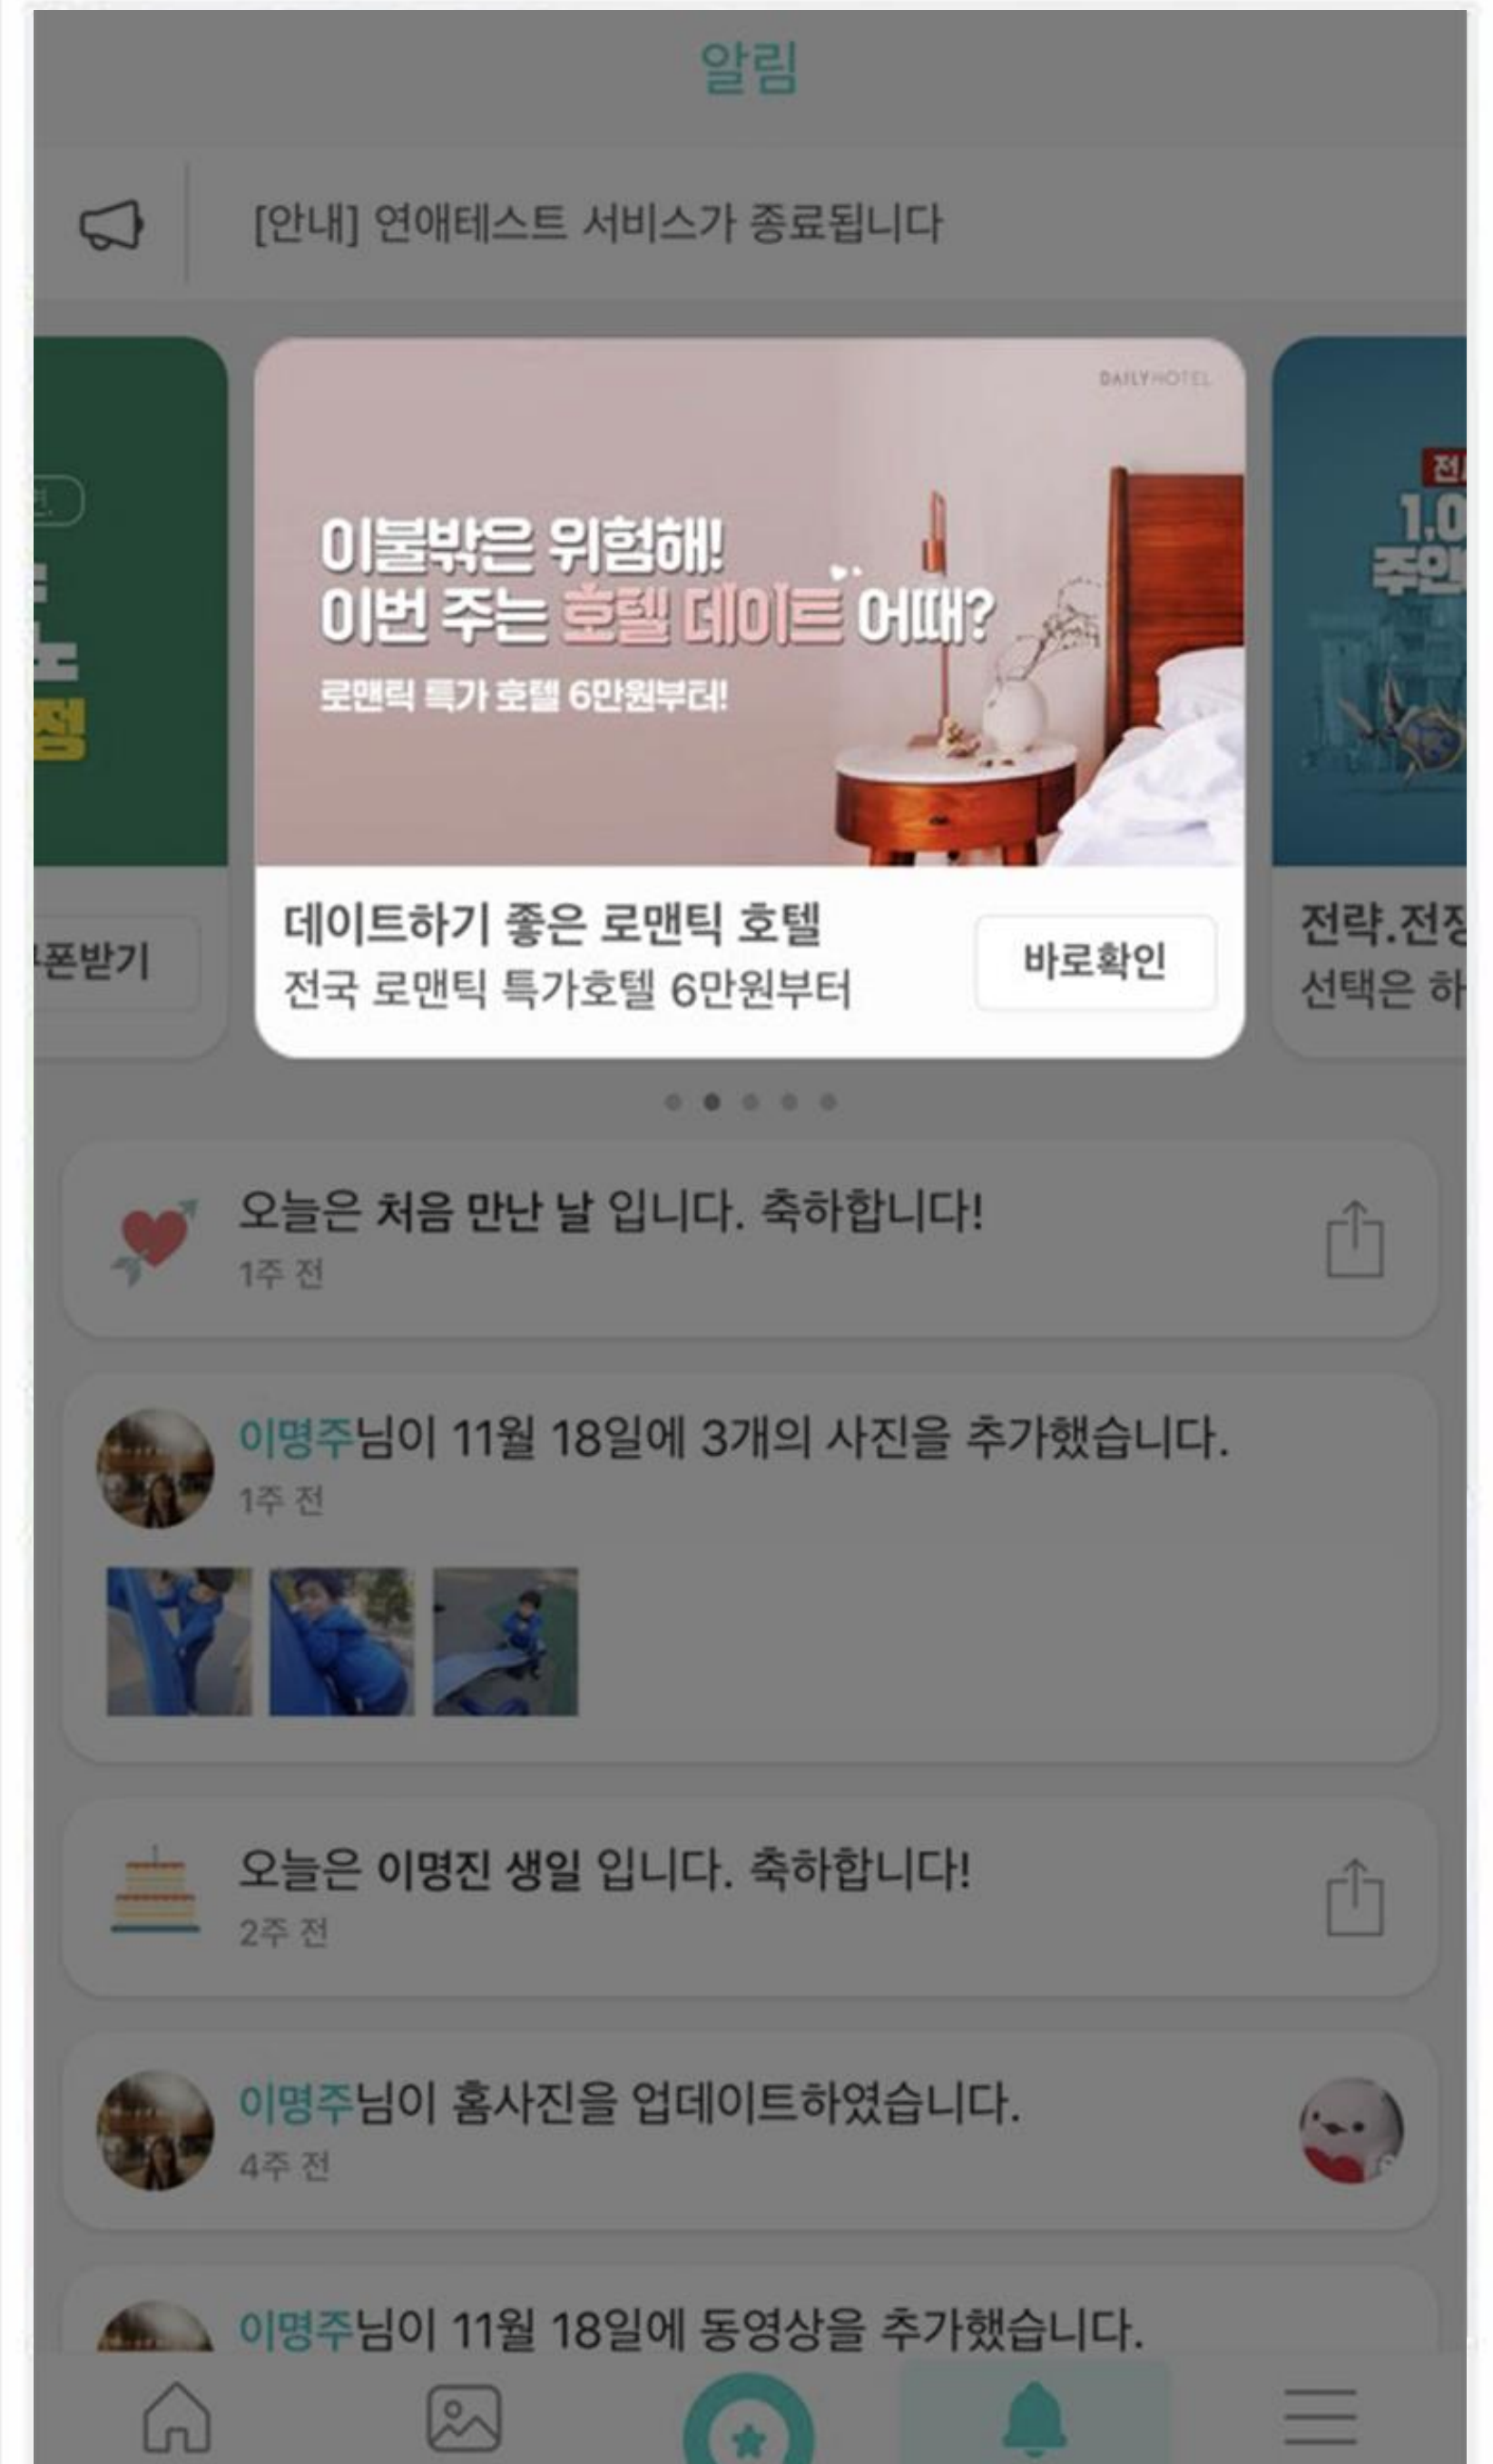 알림
[안내] 연애테스트 서비스가 종료됩니다
정
폰받기
DAILYHOTEL
이불밖은 위험해!
이번 주는 호텔 데이트 어때?
로맨틱 특가 호텔 6만원부터!
데이트하기 좋은 로맨틱 호텔
전국 로맨틱 특가호텔 6만원부터
바로확인
1,0
주인
전략.전장
선택은 하
오늘은 처음 만난 날 입니다. 축하합니다!
1주 전
이명주님이 11월 18일에 3개의 사진을 추가했습니다.
1주 전
오늘은 이명진 생일 입니다. 축하합니다!
2주 전
이명주님이 홈사진을 업데이트하였습니다.
4주 전
이명주님이 11월 18일에 동영상을 추가했습니다.